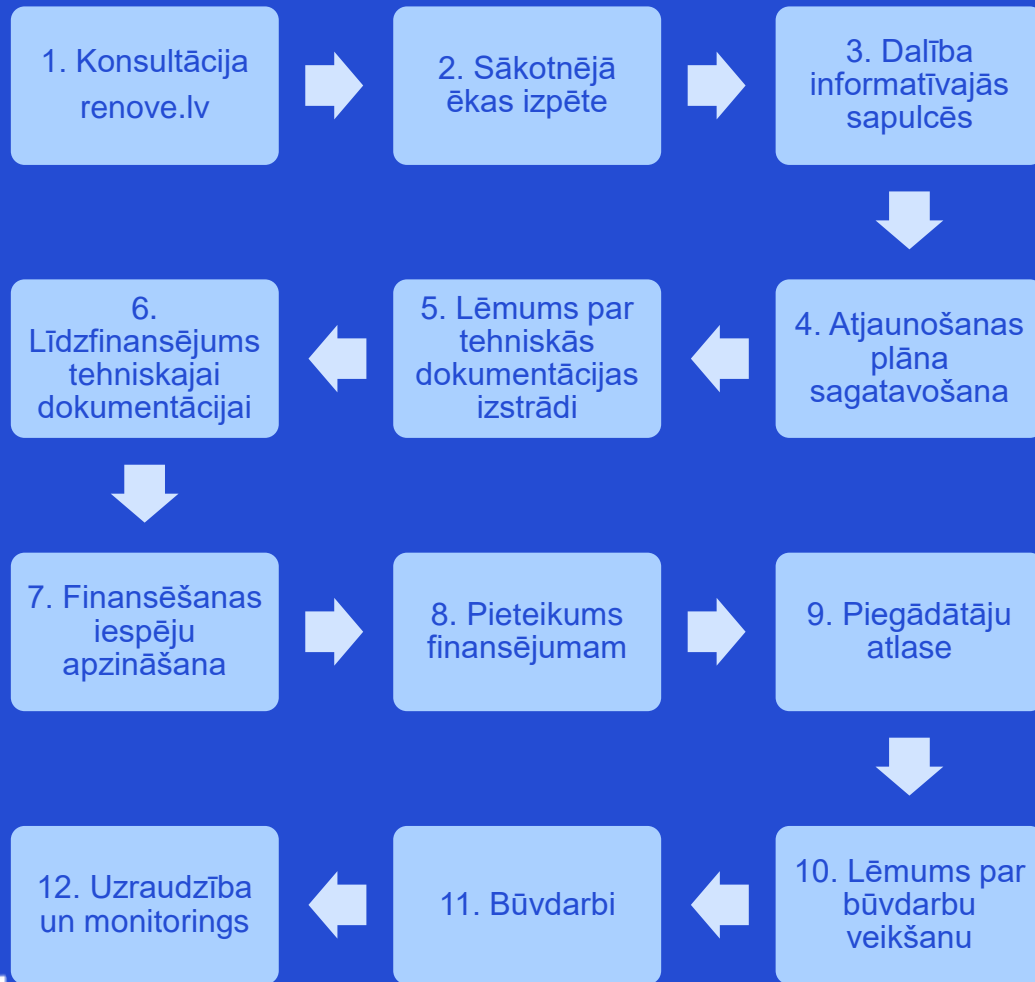 1. Konsultācija
renove.lv
2. Sākotnējā
ēkas izpēte
3. Dalība
informatīvajās
sapulcēs
4. Atjaunošanas
plāna
sagatavošana
5. Lēmums par
tehniskās
dokumentācijas
izstrādi
6.
Līdzfinansējums
tehniskajai
dokumentācijai
7. Finansēšanas
iespēju
apzināšana
8. Pieteikums
finansējumam
9. Piegādātāju
atlase
10. Lēmums par
būvdarbu
veikšanu
11. Būvdarbi
12. Uzraudzība
un monitorings